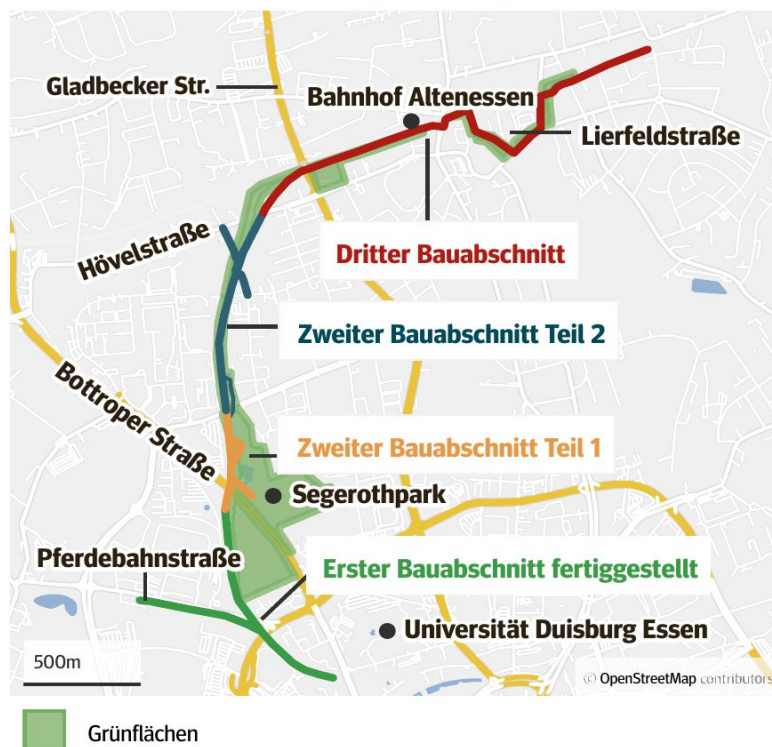 Gladbecker Str.
Bahnhof Altenessen
Lierfeldstraße
Hövelstraße
Dritter Bauabschnitt
Zweiter Bauabschnitt Teil 2
Bottroper Straße
Zweiter Bauabschnitt Teil 1
Segerothpark
Pferdebahnstraße
Erster Bauabschnitt fertiggestellt
Universität Duisburg Essen
500m
© OpenStreetMap contributors
Grünflächen